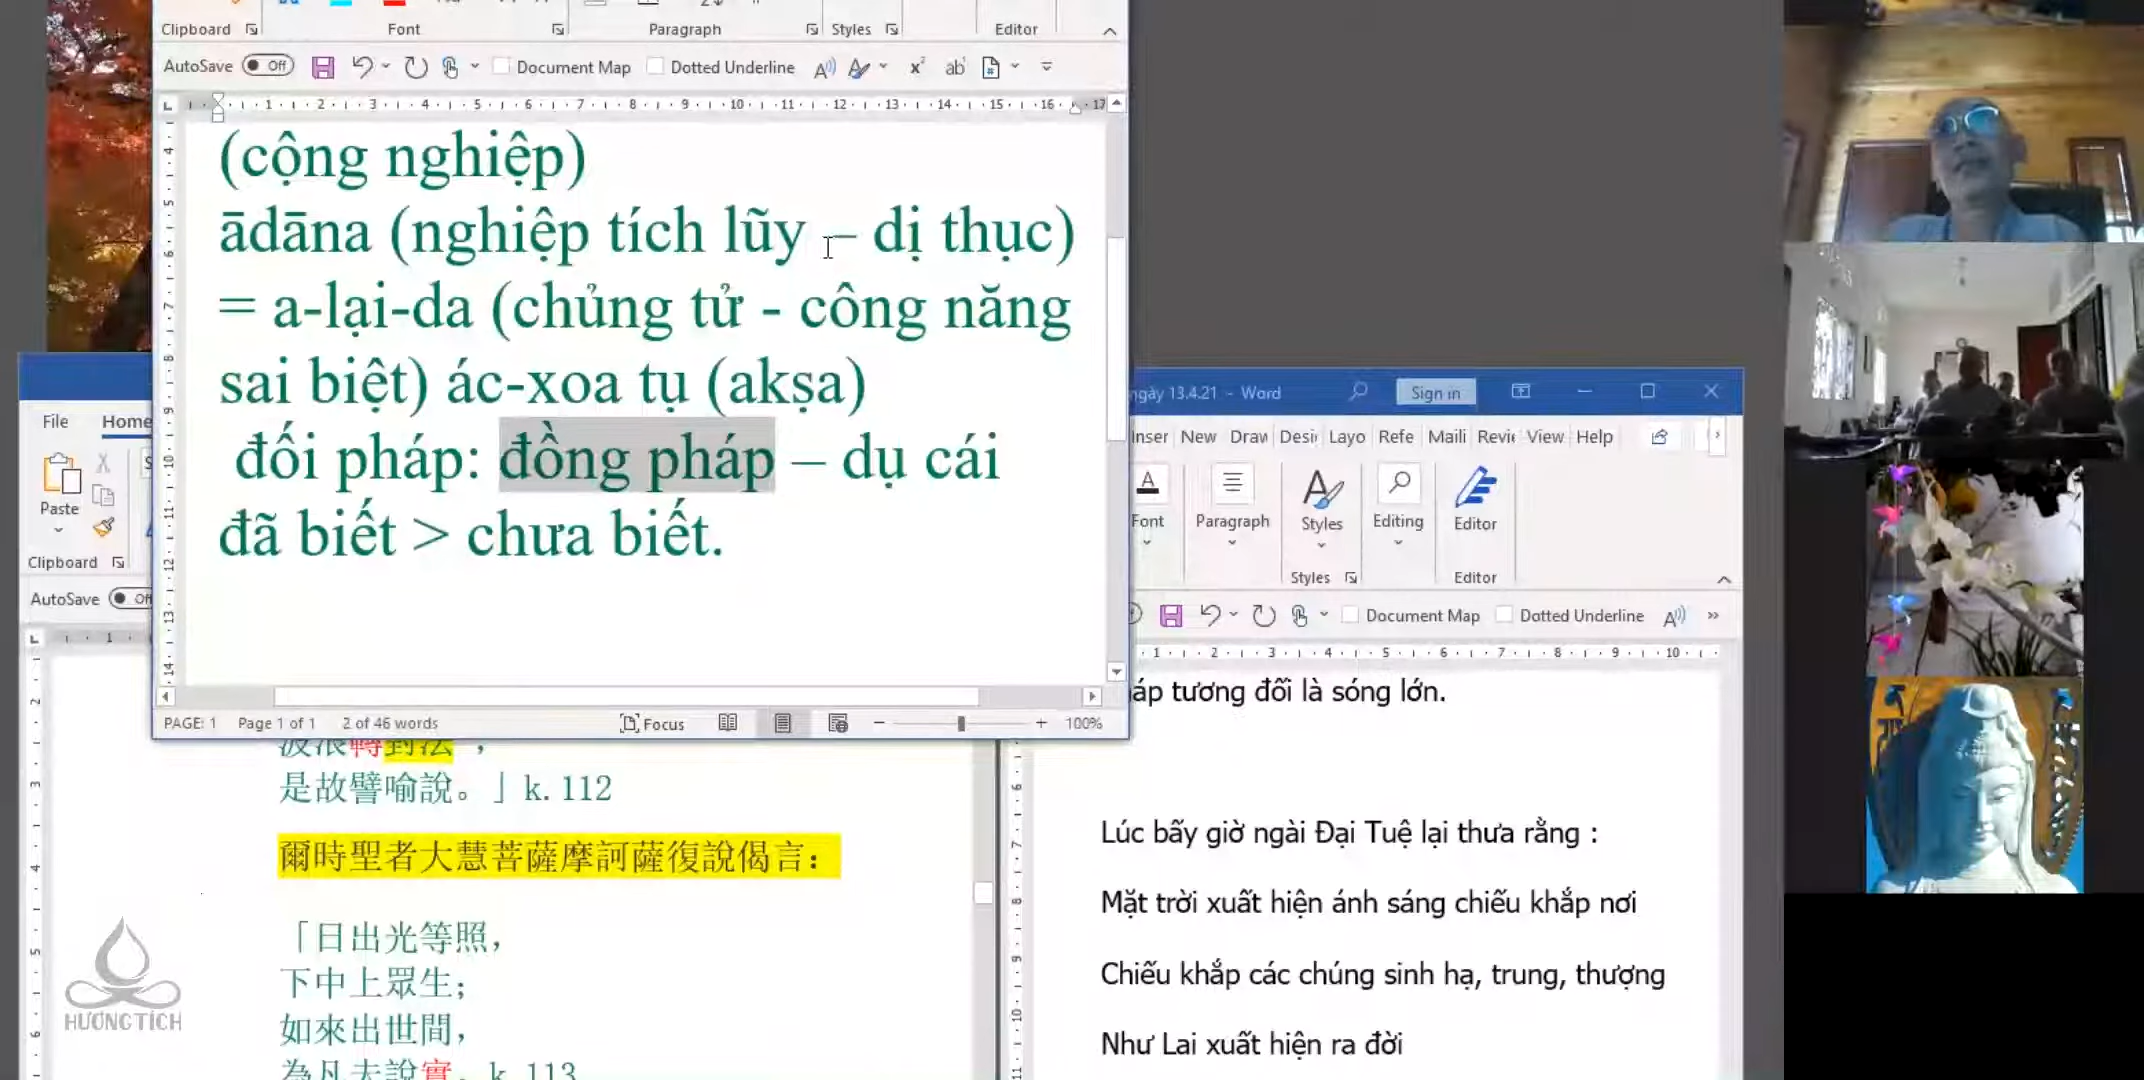 Clipboard
Font
Paragraph
Styles
Editor
AutoSave Off
Document Map
Dotted Underline
(cộng nghiệp)
ādāna (nghiệp tích lũy – dị thục)
= a-lại-da (chủng tử - công năng
sai biệt) ác-xoa tụ (akṣa)
đối pháp: đồng pháp – dụ cái
đã biết > chưa biết.
PAGE: 1 Page 1 of 1 2 of 46 words Focus 100%
File Home
Paste
Clipboard
AutoSave
是故譬喻說。」k.112
爾時聖者大慧菩薩摩訶薩復說偈言：
「日出光等照，
下中上眾生；
如來出世間，
為凡夫說實。k.113
HƯƠNG TÍCH
ngày 13.4.21 - Word Sign in
Inser New Draw Desi Layo Refe Maili Revi View Help
Font
Paragraph
Styles
Editing
Editor
Styles
Editor
Document Map
Dotted Underline
áp tương đối là sóng lớn.
Lúc bấy giờ ngài Đại Tuệ lại thưa rằng :
Mặt trời xuất hiện ánh sáng chiếu khắp nơi
Chiếu khắp các chúng sinh hạ, trung, thượng
Như Lai xuất hiện ra đời